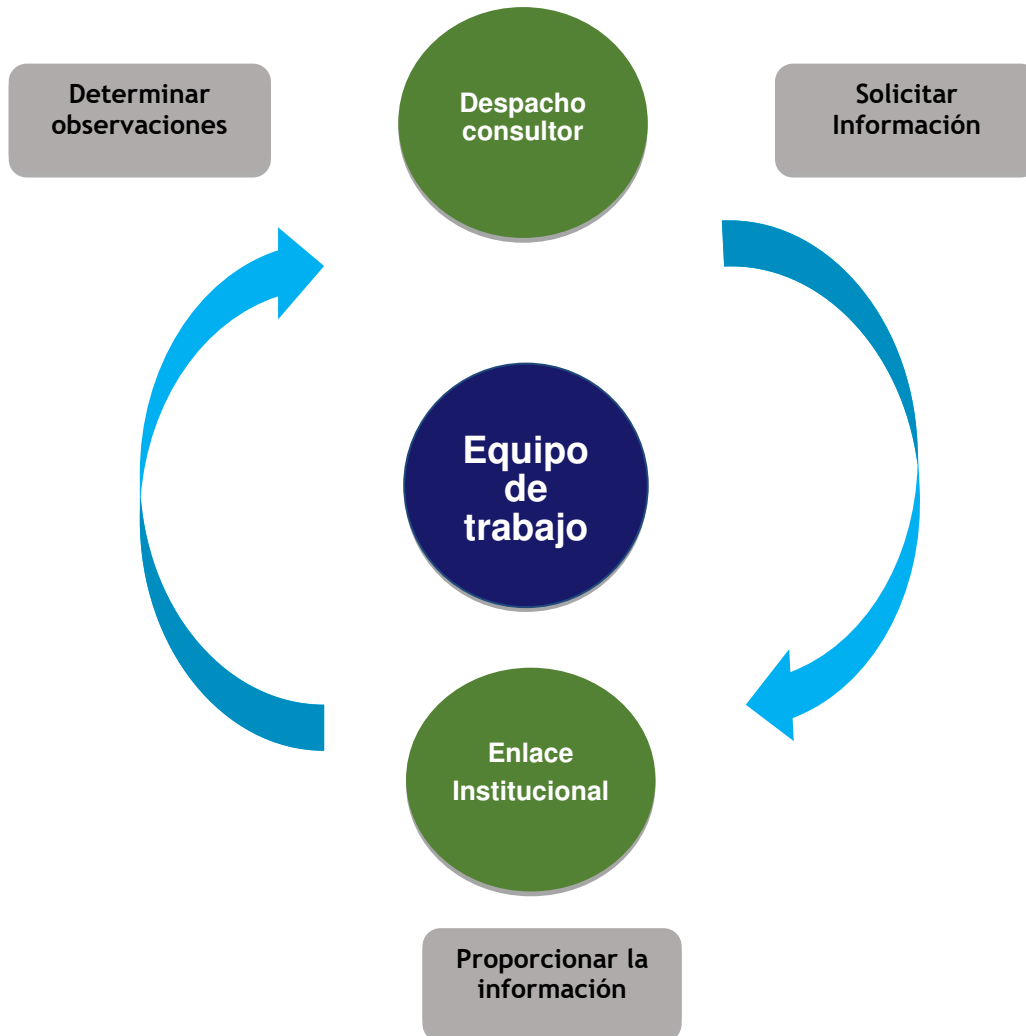 Determinar
observaciones
Despacho
consultor
Solicitar
Información
Equipo
de
trabajo
Enlace
Institucional
Proporcionar la
información